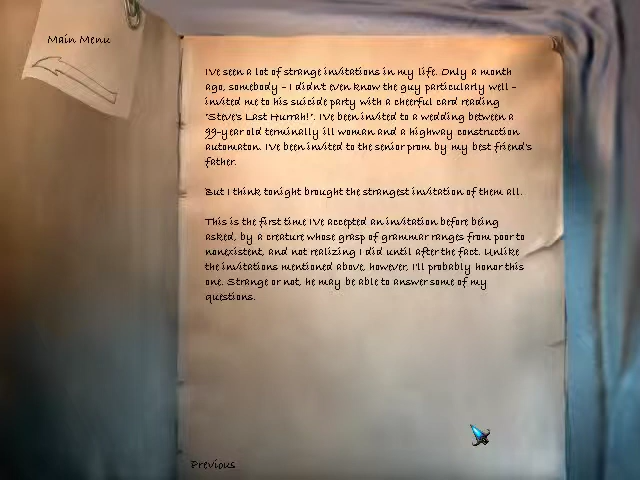 Main Menu
I've seen a lot of strange invitations in my life. Only a month
ago, somebody - I didn't even know the guy particularly well -
invited me to his suicide party with a cheerful card reading
"Steve's Last Hurrah!". I've been invited to a wedding between a
99-year old terminally ill woman and a highway construction
automaton. I've been invited to the senior prom by my best friend's
father.
But I think tonight brought the strangest invitation of them all.
This is the first time I've accepted an invitation before being
asked, by a creature whose grasp of grammar ranges from poor to
nonexistent, and not realizing I did until after the fact. Unlike
the invitations mentioned above, however, I'll probably honor this
one. Strange or not, he may be able to answer some of my
questions.
Previous